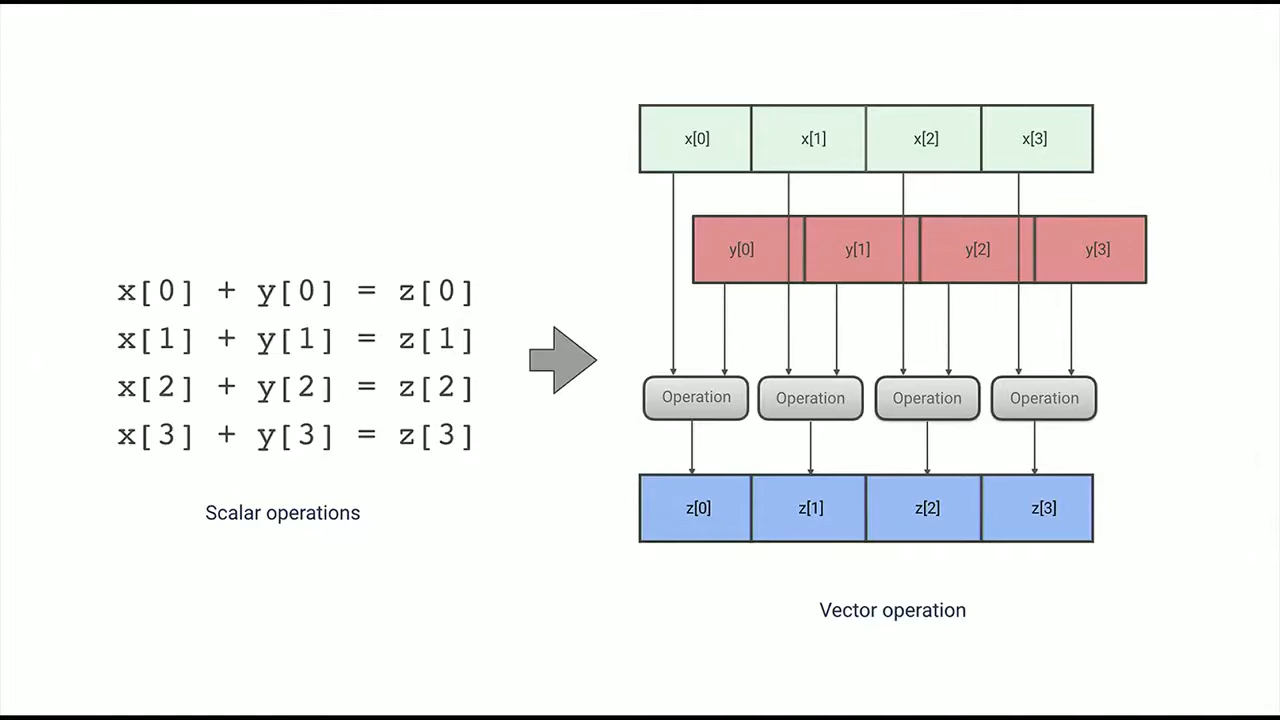 x[0] + y[0] = z[0]
x[1] + y[1] = z[1]
x[2] + y[2] = z[2]
x[3] + y[3] = z[3]
Scalar operations
x[0] x[1] x[2] x[3]
y[0] y[1] y[2] y[3]
Operation Operation Operation Operation
z[0] z[1] z[2] z[3]
Vector operation